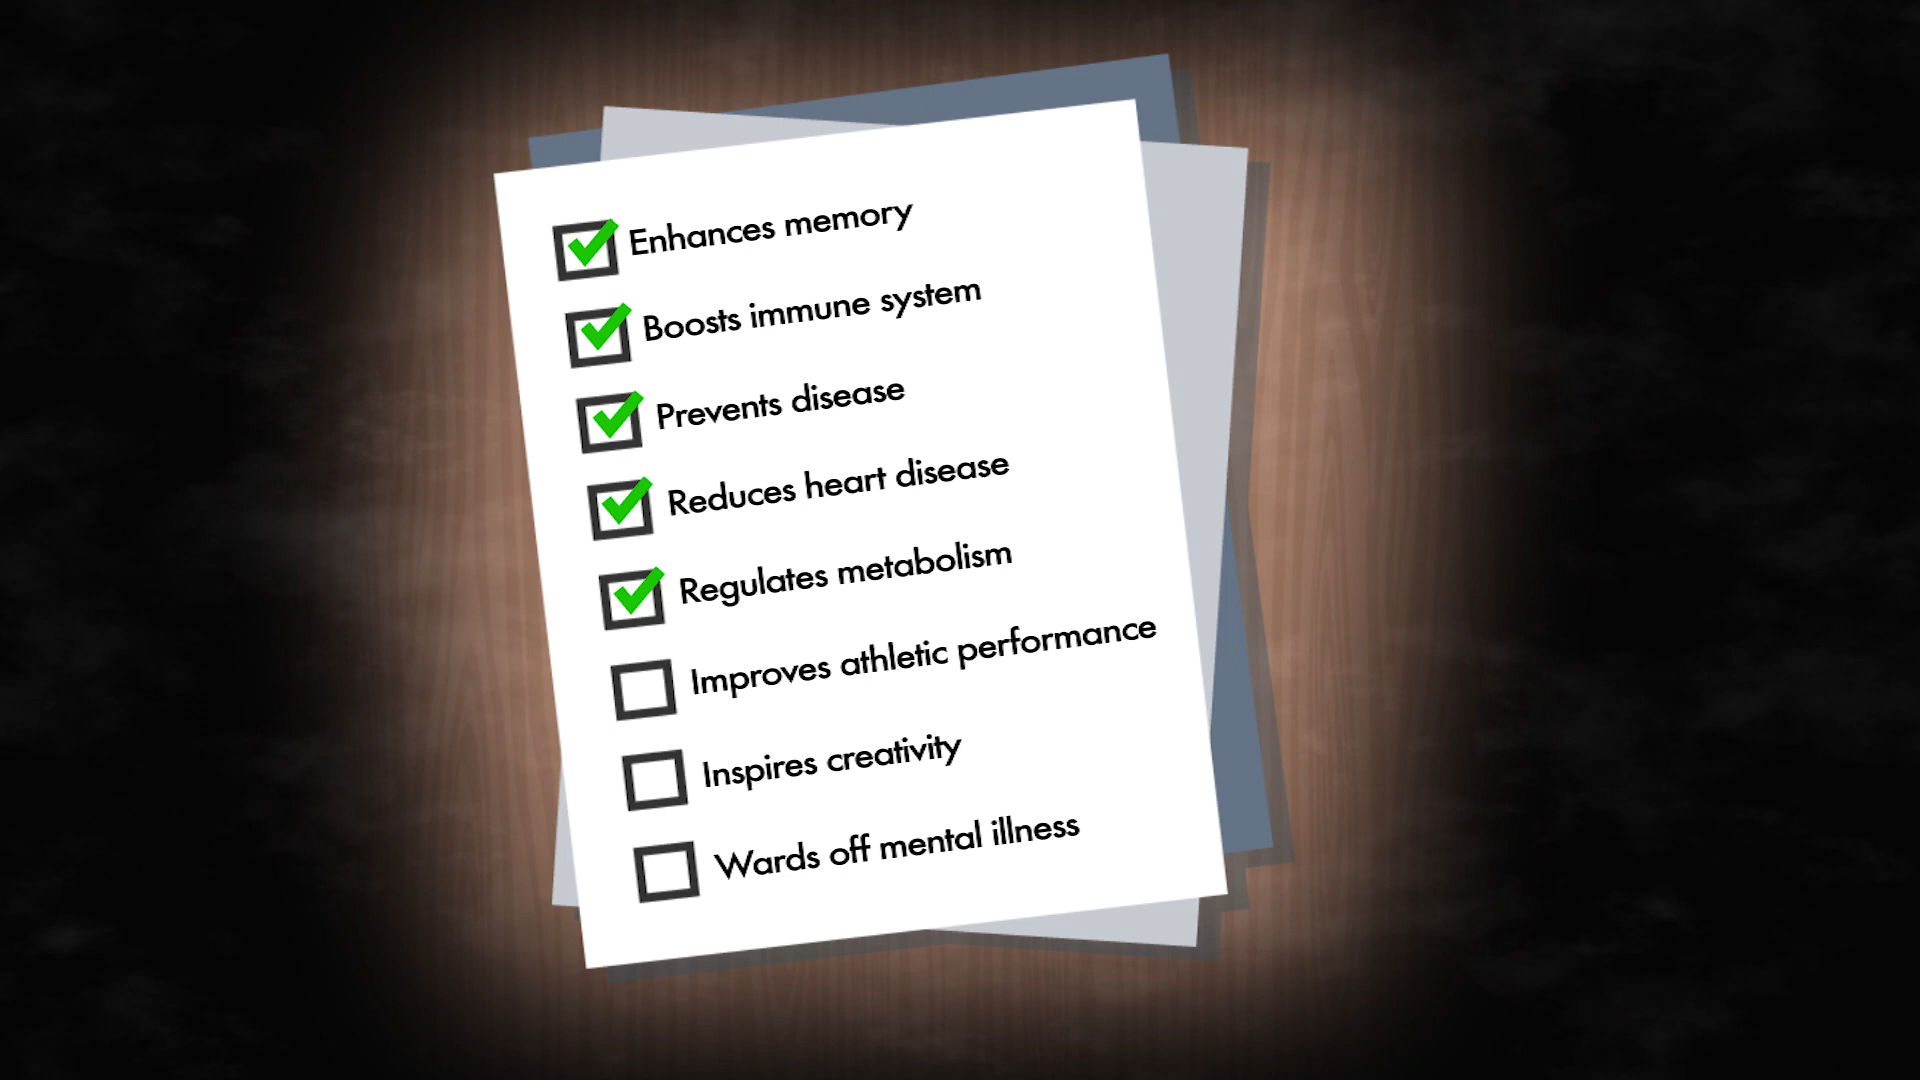 Enhances memory
Boosts immune system
Prevents disease
Reduces heart disease
Regulates metabolism
Improves athletic performance
Inspires creativity
Wards off mental illness